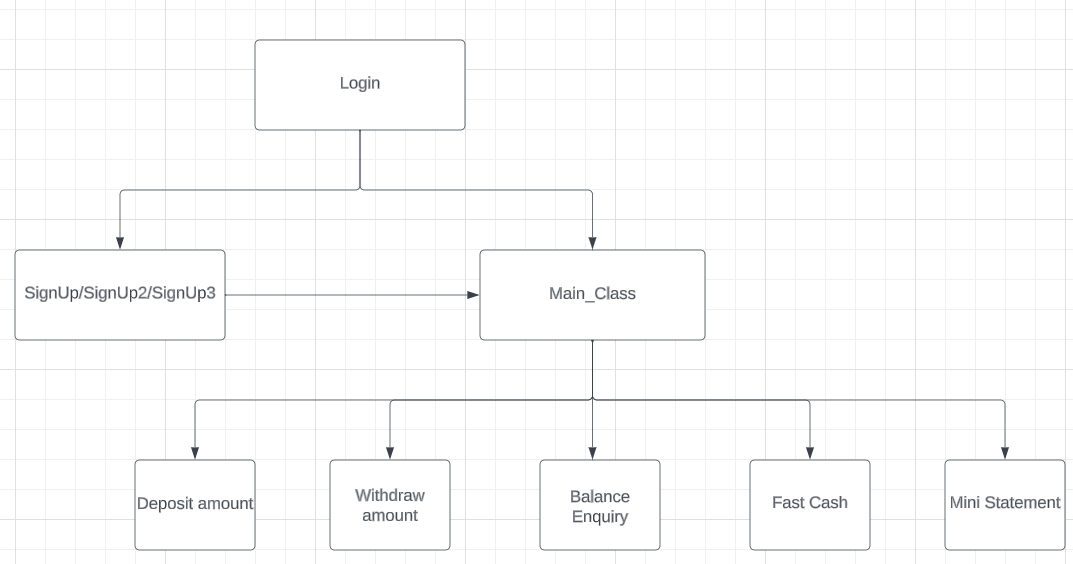 Login
SignUp/SignUp2/SignUp3
Main_Class
Deposit amount
Withdraw
amount
Balance
Enquiry
Fast Cash
Mini Statement